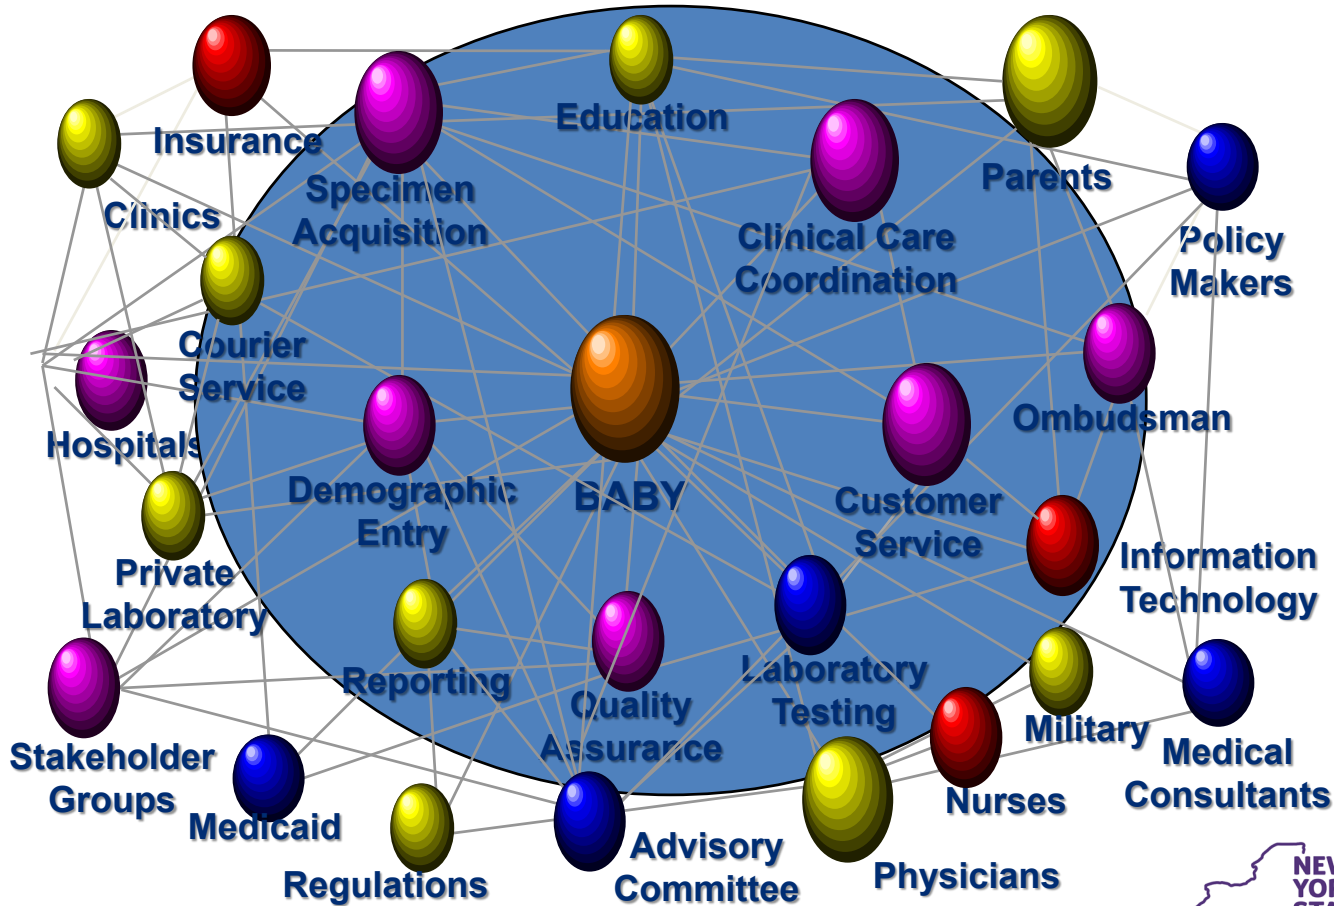 Education
Insurance
Parents
Specimen
Acquisition
Clinics
Clinical Care
Coordination
Policy
Makers
Courier
Service
Ombudsman
Hospitals
Demographic
Entry
BABY
Customer
Service
Information
Technology
Private
Laboratory
Reporting
Quality
Assurance
Laboratory
Testing
Military
Stakeholder
Groups
Medical
Consultants
Medicaid
Nurses
Advisory
Committee
Regulations
Physicians